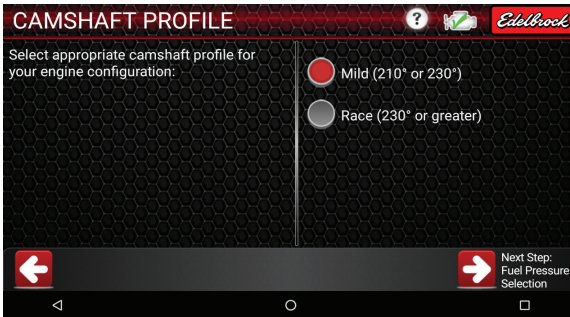 CAMSHAFT PROFILE
?
Edelbrock
Select appropriate camshaft profile for
your engine configuration:
Mild (210° or 230°)
Race (230° or greater)
Next Step:
Fuel Pressure
Selection